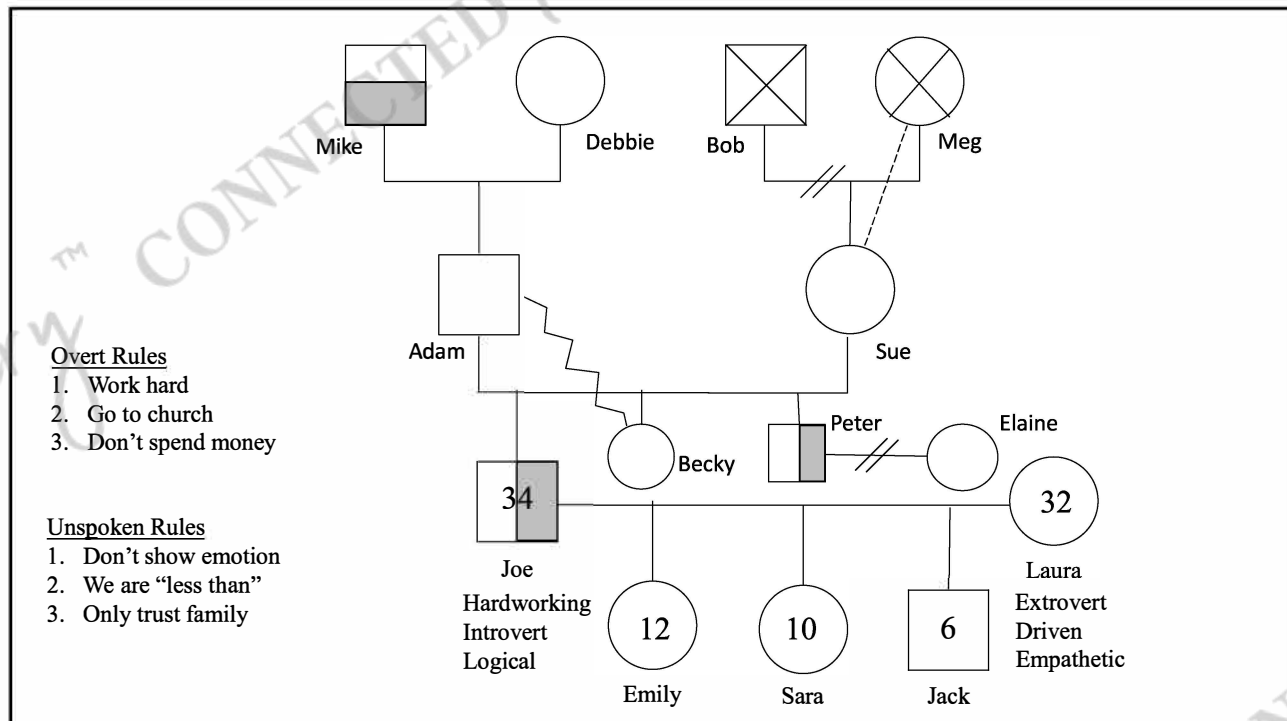 CONNECTED
™
Mike
Debbie
Bob
Meg
Adam
Sue
Overt Rules
1. Work hard
2. Go to church
3. Don't spend money
Becky
Peter
Elaine
34
32
Unspoken Rules
1. Don't show emotion
2. We are “less than”
3. Only trust family
Joe
Hardworking
Introvert
Logical
12
Emily
10
Sara
6
Jack
Laura
Extrovert
Driven
Empathetic